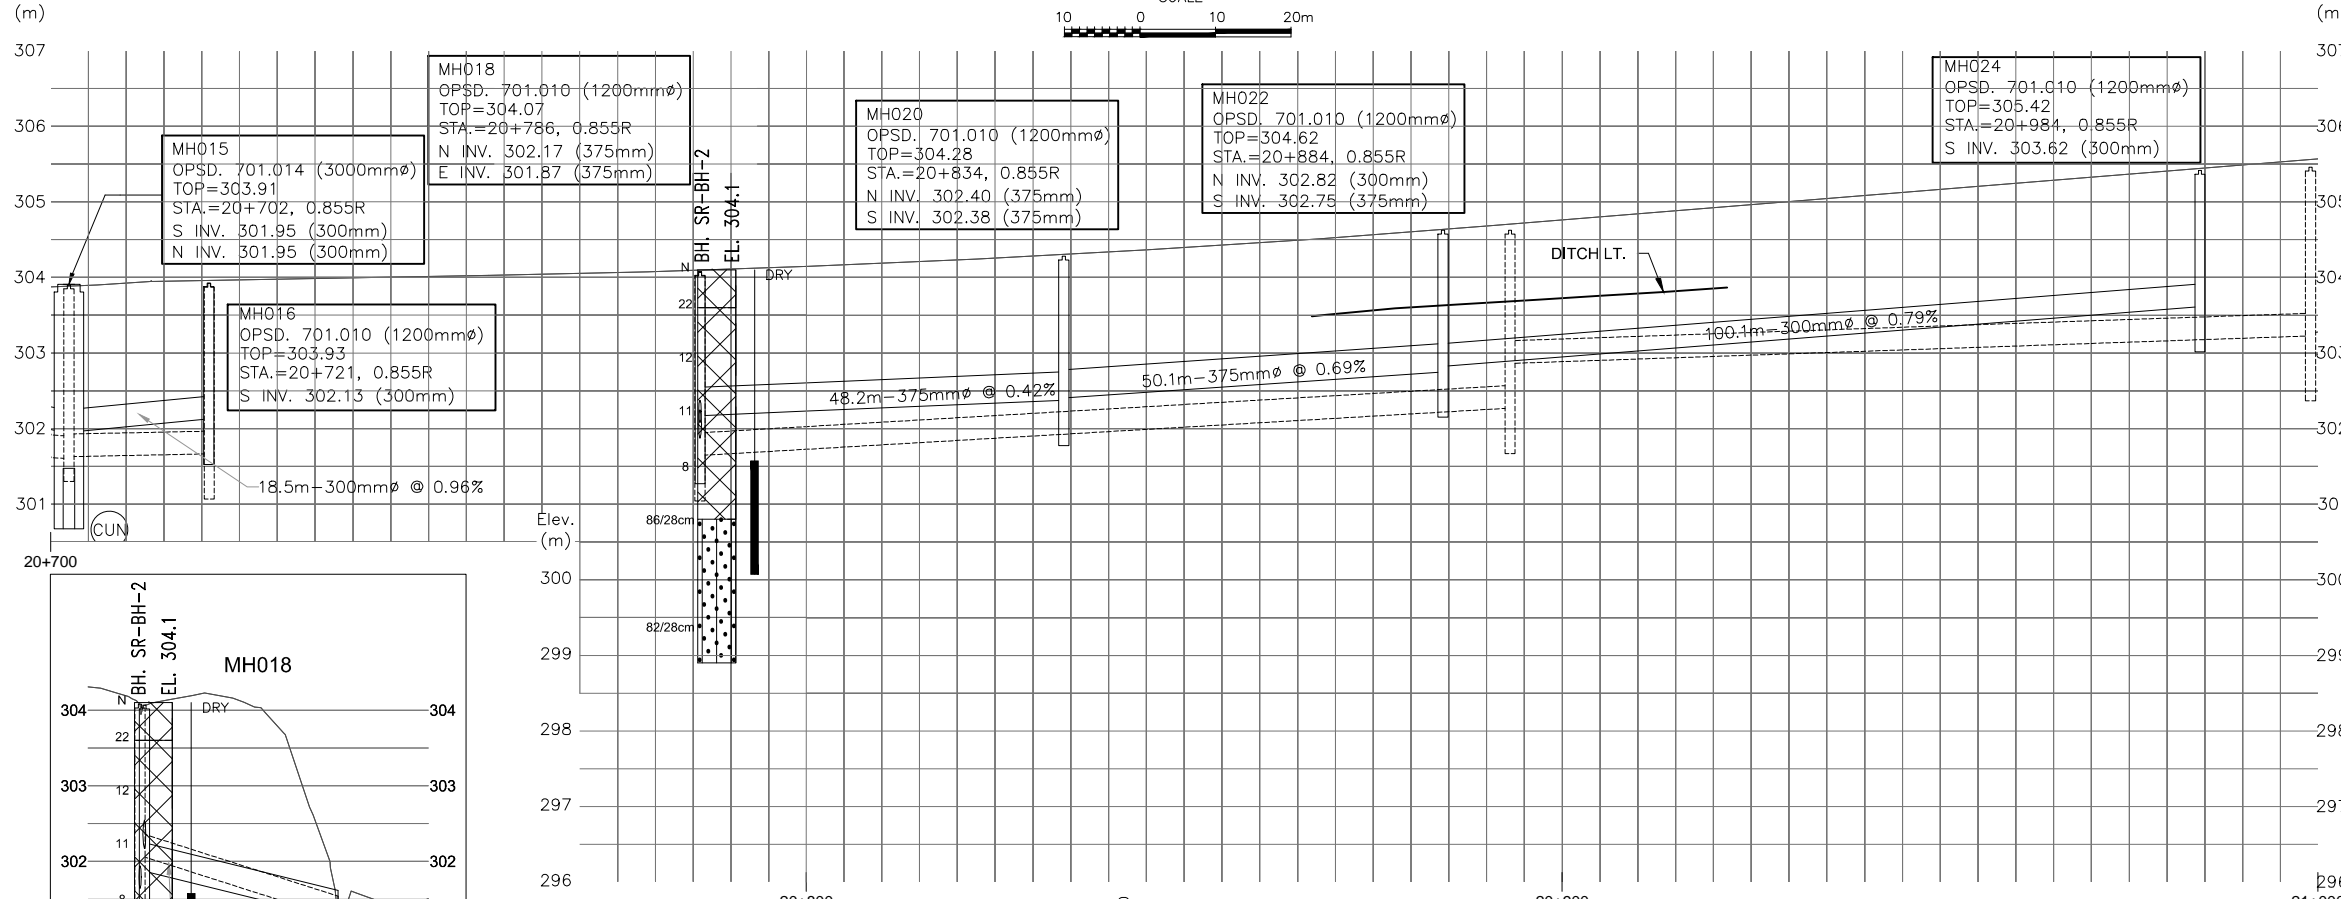 (m)
10 0 10 20m
307
306
305
304
303
302
301
MH015
OPSD. 701.014 (3000mmø)
TOP=303.91
STA.=20+702, 0.855R
S INV. 301.95 (300mm)
N INV. 301.95 (300mm)
MH016
OPSD. 701.010 (1200mmø)
TOP=303.93
STA.=20+721, 0.855R
S INV. 302.13 (300mm)
MH018
OPSD. 701.010 (1200mmø)
TOP=304.07
STA.=20+786, 0.855R
N INV. 302.17 (375mm)
E INV. 301.87 (375mm)
BH. SR-BH-2
EL. 304.1
N
DRY
22
12
11
8
86/28cm
82/28cm
MH020
OPSD. 701.010 (1200mmø)
TOP=304.28
STA.=20+834, 0.855R
N INV. 302.40 (375mm)
S INV. 302.38 (375mm)
MH022
OPSD. 701.010 (1200mmø)
TOP=304.62
STA.=20+884, 0.855R
N INV. 302.82 (300mm)
S INV. 302.75 (375mm)
MH024
OPSD. 701.010 (1200mmø)
TOP=305.42
STA.=20+984, 0.855R
S INV. 303.62 (300mm)
DITCH LT.
18.5m-300mmø @ 0.96%
48.2m-375mmø @ 0.42%
50.1m-375mmø @ 0.69%
100.1m-300mmø @ 0.79%
CUN
20+700
Elev.
(m)
300
299
298
297
296
BH. SR-BH-2
EL. 304.1
MH018
N
DRY
304 304
22
303 303
12
11
302 302